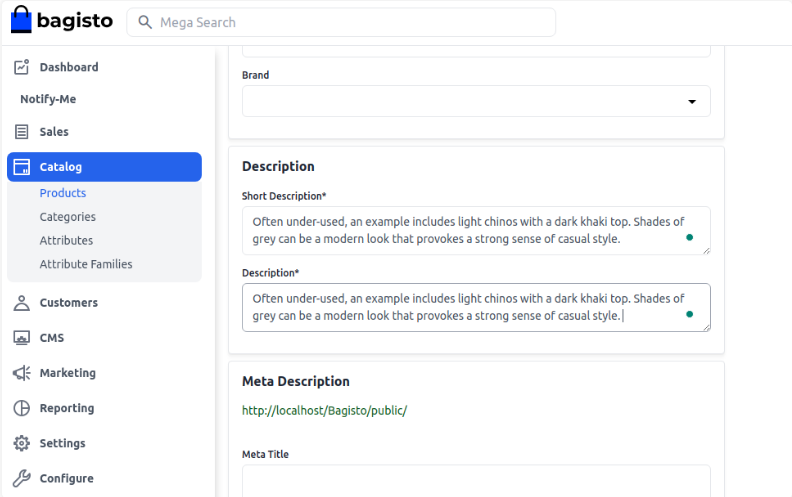 bagisto
Mega Search
Dashboard
Notify-Me
Sales
Catalog
Products
Categories
Attributes
Attribute Families
Customers
CMS
Marketing
Reporting
Settings
Configure
Brand
Description
Short Description*
Often under-used, an example includes light chinos with a dark khaki top. Shades of
grey can be a modern look that provokes a strong sense of casual style.
Description*
Often under-used, an example includes light chinos with a dark khaki top. Shades of
grey can be a modern look that provokes a strong sense of casual style.
Meta Description
http://localhost/Bagisto/public/
Meta Title